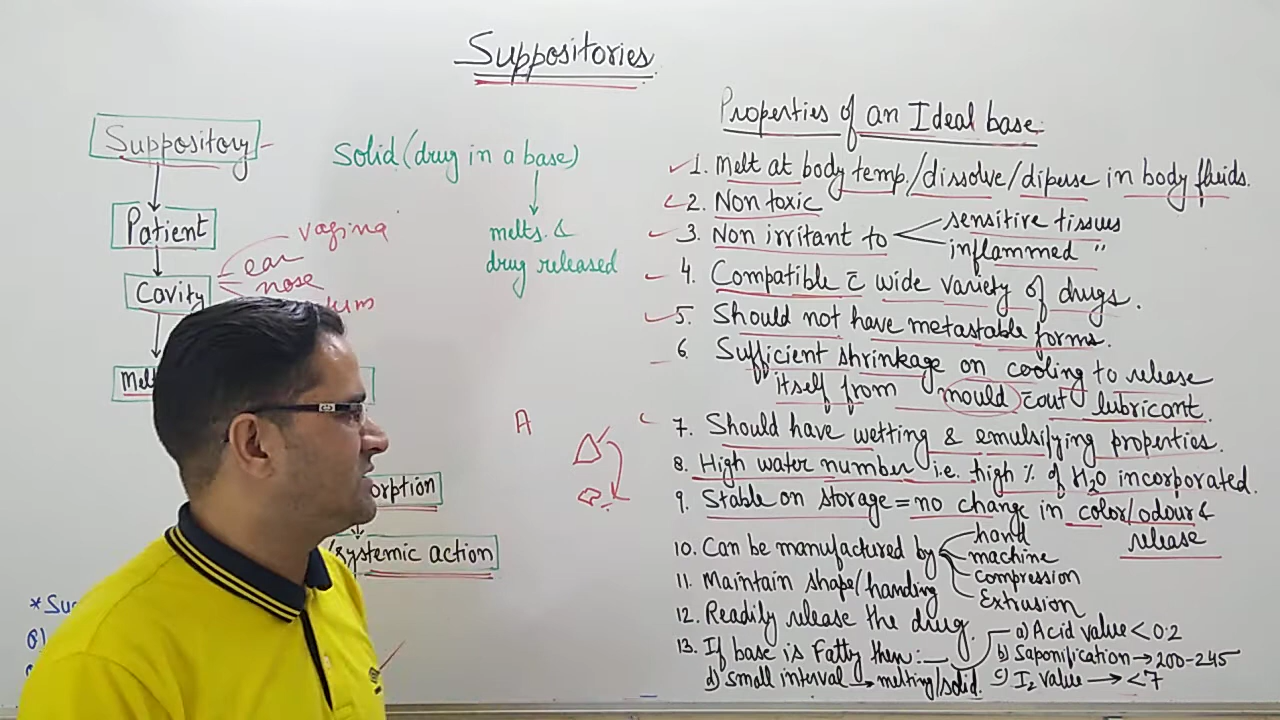 Suppositories
Suppository
Patient
Cavity
vagina
ear
nose
Solid (drug in a base)
melts &
drug released
A
orption
/systemic action
Properties of an Ideal base
1. Melt at body temp./dissolve/diperse in body fluids.
2. Non toxic
3. Non irritant to
sensitive tissues
inflammed "
4. Compatible c̄ wide variety of drugs.
5. Should not have metastable forms.
6 Sufficient shrinkage on cooling to release
itself from mould c̄out lubricant.
7. Should have wetting & emulsifying properties.
8. High water number i.e. high % of H₂O incorporated.
9. Stable on storage = no change in color/odour &
release
10. Can be manufactured by
hand
machine
compression
Extrusion
11. Maintain shape/handing
12. Readily release the drug.
13. If base is Fatty then:
a) Acid value < 0.2
b) Saponification → 200-245
c) I₂ value → < 7
d) Small interval → melting/solid.